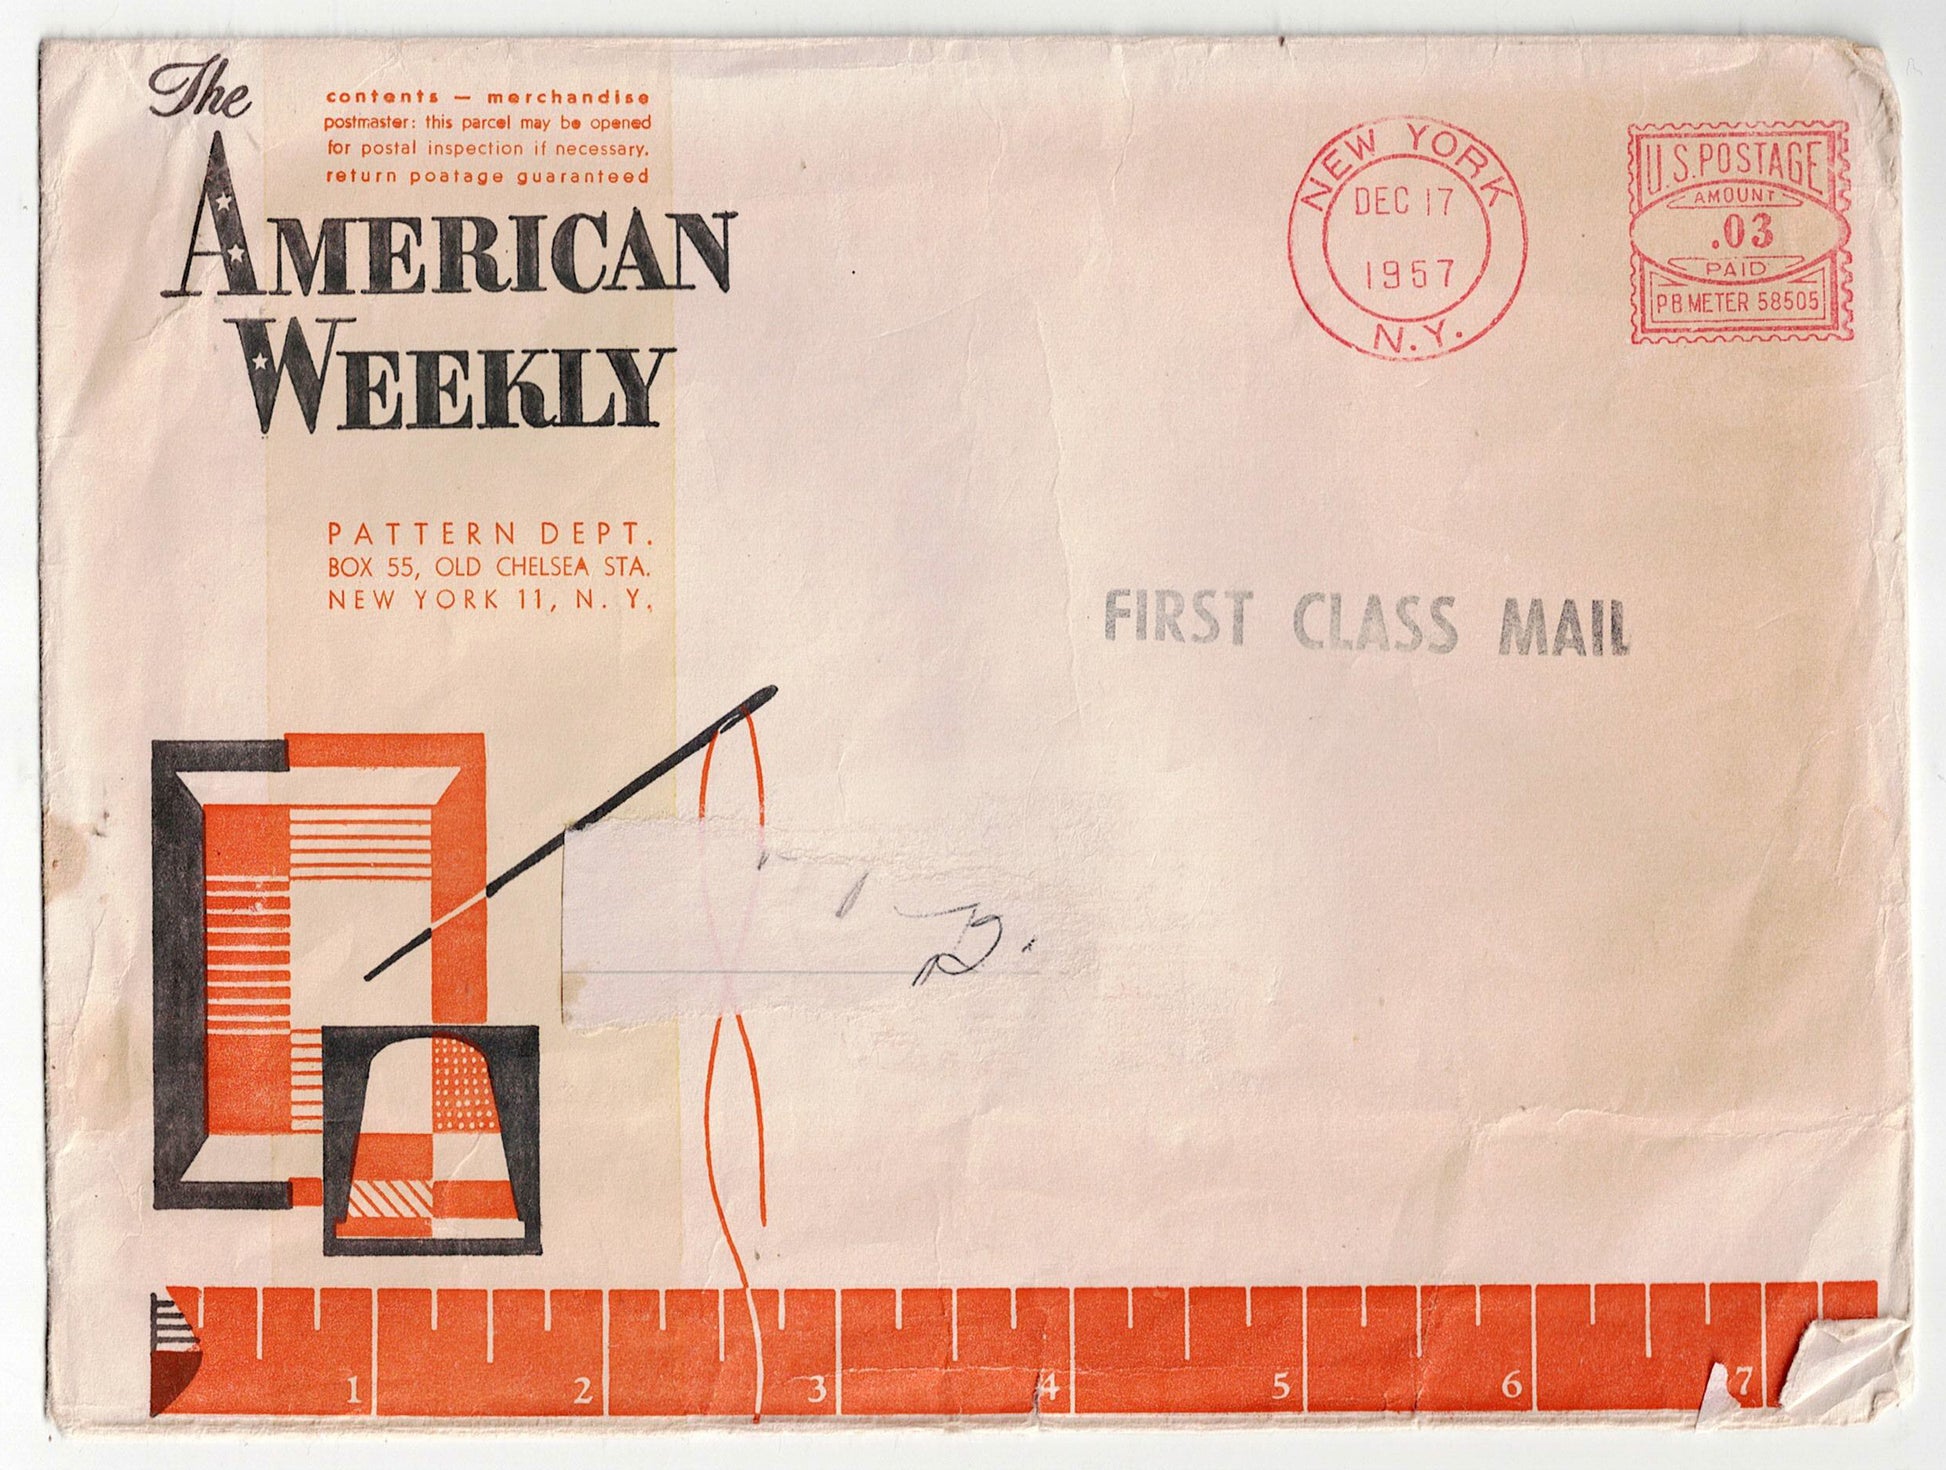 The
contents — merchandise
postmaster: this parcel may be opened
for postal inspection if necessary.
return poatage guaranteed
AMERICAN
WEEKLY
PATTERN DEPT.
BOX 55, OLD CHELSEA STA.
NEW YORK 11, N. Y.
NEW YORK
DEC 17
1957
N.Y.
U.S. POSTAGE
AMOUNT
.03
PAID
PB METER 58505
FIRST CLASS MAIL
1 2 3 4 5 6 7